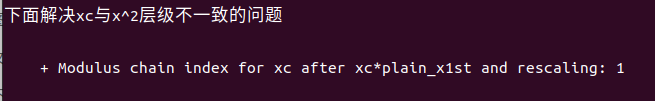 下面解决xc与x^2层级不一致的问题
+ Modulus chain index for xc after xc*plain_x1st and rescaling: 1